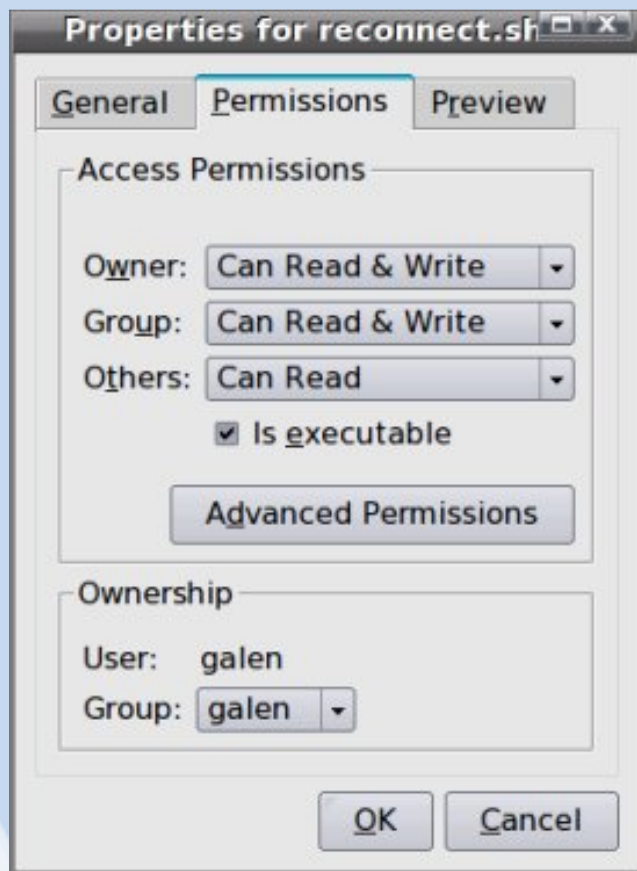 Properties for reconnect.sh
General Permissions Preview
Access Permissions
Owner: Can Read & Write
Group: Can Read & Write
Others: Can Read
Is executable
Advanced Permissions
Ownership
User: galen
Group: galen
OK Cancel